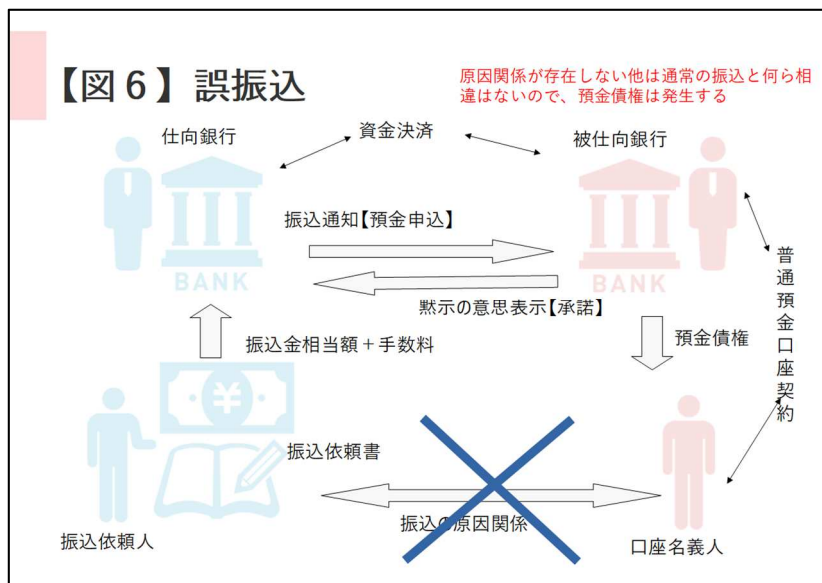 【図６】誤振込
原因関係が存在しない他は通常の振込と何ら相
違はないので、預金債権は発生する
仕向銀行
資金決済
被仕向銀行
振込通知【預金申込】
BANK
BANK
黙示の意思表示【承諾】
普通預金口座契約
振込金相当額＋手数料
預金債権
振込依頼書
振込の原因関係
振込依頼人
口座名義人